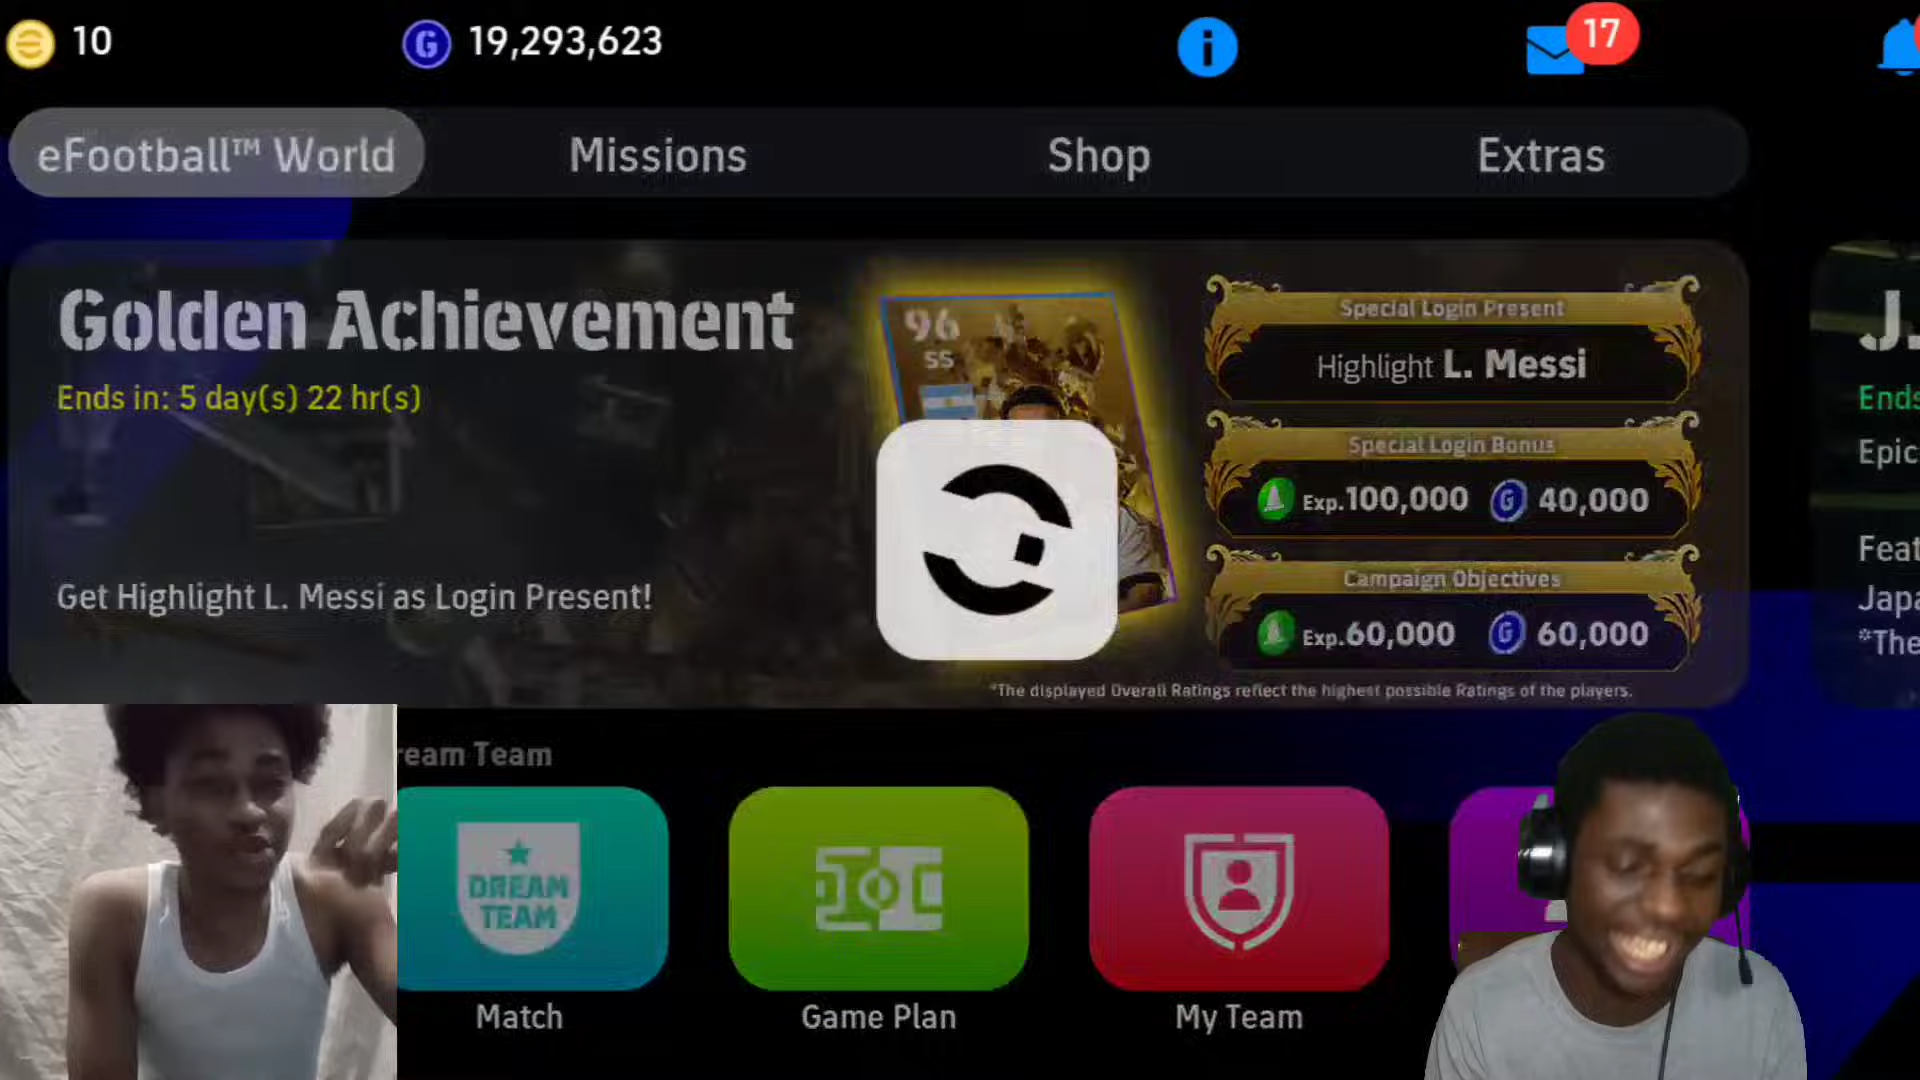 10
G 19,293,623
i
17
eFootball™ World
Missions
Shop
Extras
Golden Achievement
Ends in: 5 day(s) 22 hr(s)
Get Highlight L. Messi as Login Present!
96
SS
Special Login Present
Highlight L. Messi
Special Login Bonus
Exp.100,000 G 40,000
Campaign Objectives
Exp.60,000 G 60,000
*The displayed Overall Ratings reflect the highest possible Ratings of the players.
J.
Ends
Epic
Feat
Japa
*The
ream Team
DREAM
TEAM
Match
Game Plan
My Team